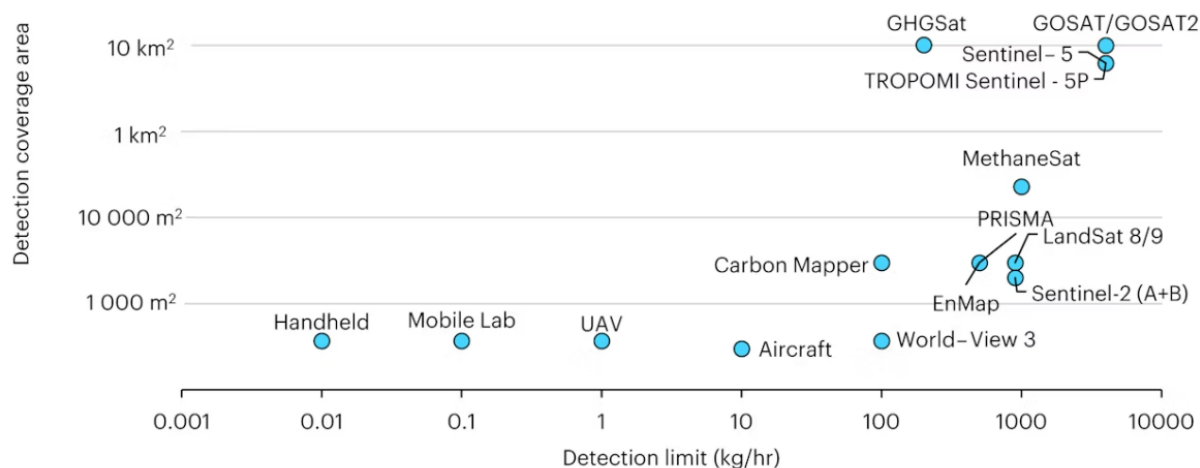 Detection coverage area
10 km²
1 km²
10 000 m²
1 000 m²
GHGSat
GOSAT/GOSAT2
Sentinel– 5
TROPOMI Sentinel - 5P
MethaneSat
PRISMA
LandSat 8/9
Carbon Mapper
EnMap
Sentinel-2 (A+B)
Handheld
Mobile Lab
UAV
Aircraft
World–View 3
0.001
0.01
0.1
1
10
100
1000
10000
Detection limit (kg/hr)